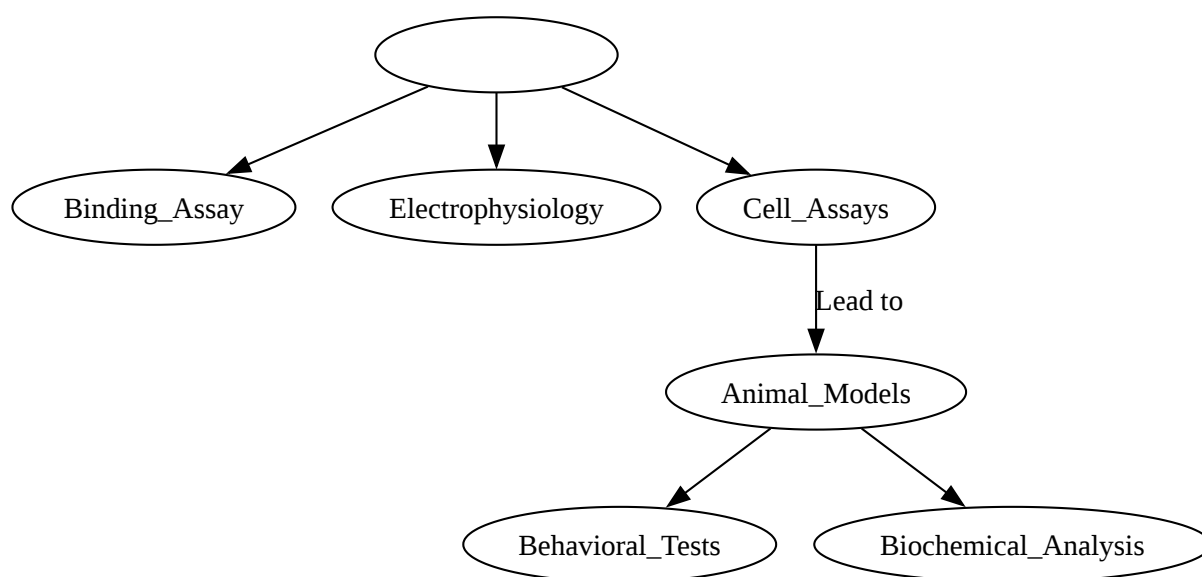 Binding_Assay
Electrophysiology
Cell_Assays
Lead to
Animal_Models
Behavioral_Tests
Biochemical_Analysis